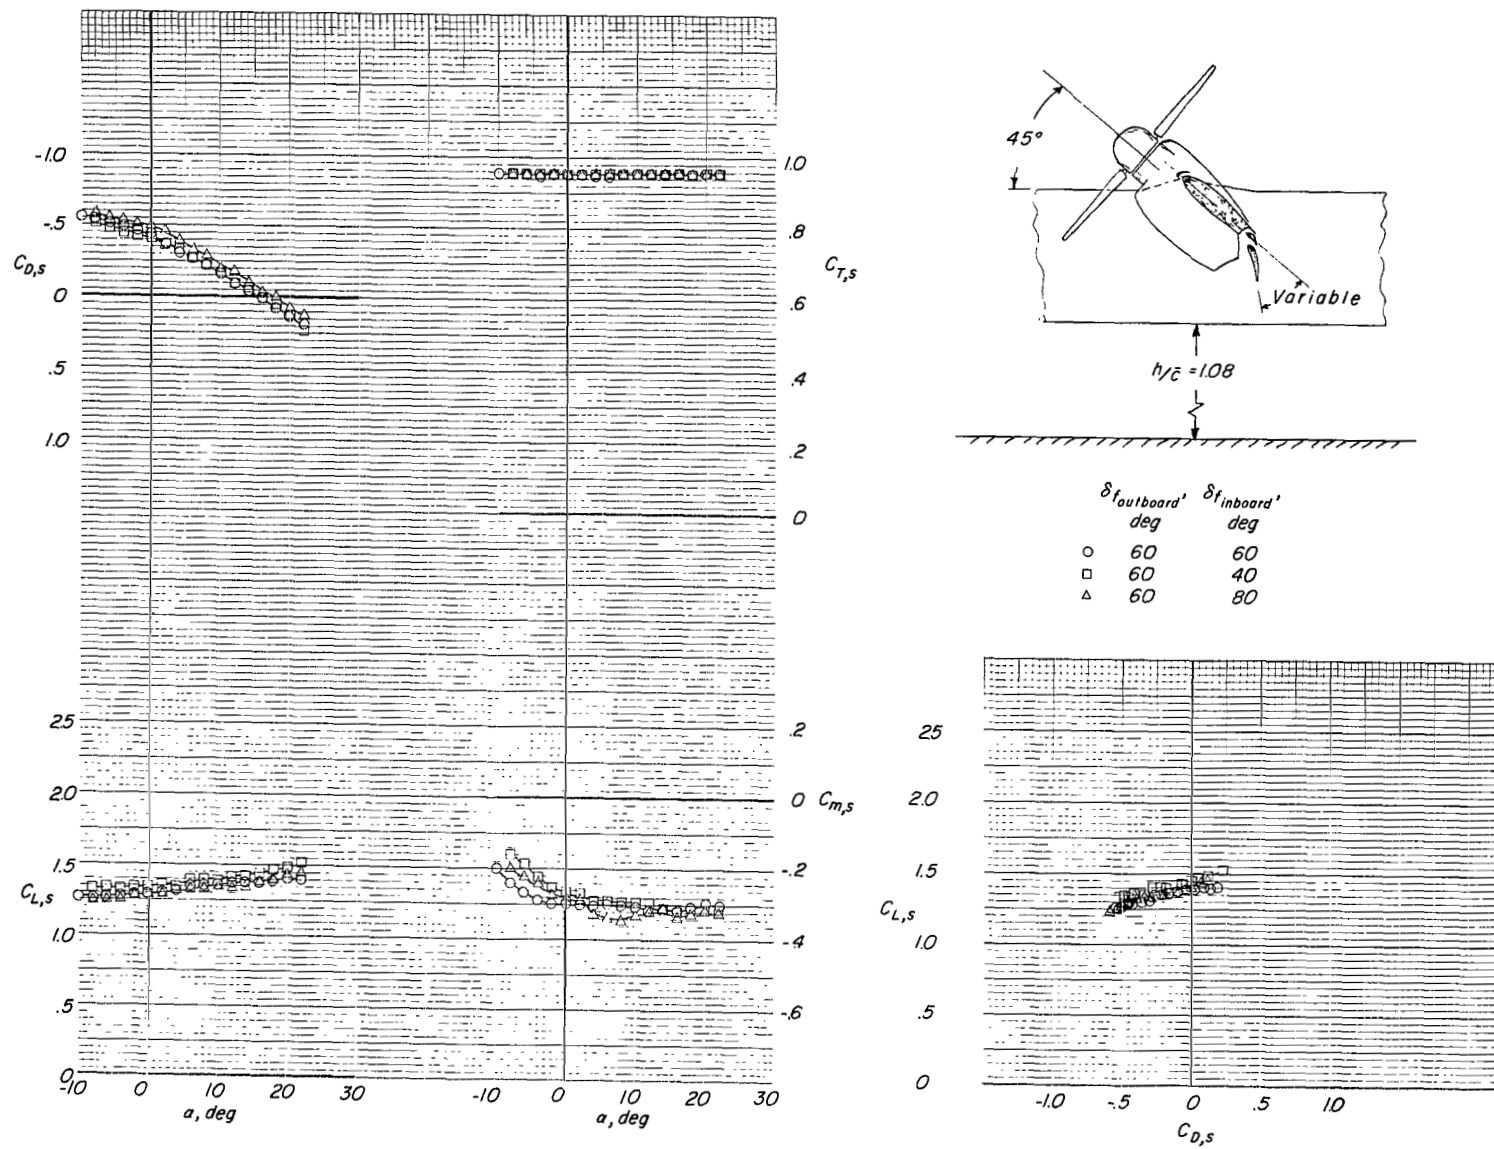 -1.0
-.5
C_D,s
0
.5
1.0
2.5
2.0
1.5
C_L,s
1.0
.5
0
-10 0 10 20 30
α, deg
1.0
.8
C_T,s
.6
.4
.2
0
.2
0 C_m,s
-.2
-.4
-.6
-10 0 10 20 30
α, deg
45°
Variable
h/c̄ = 1.08
δf_outboard, δf_inboard,
deg deg
○ 60 60
□ 60 40
△ 60 80
25
2.0
1.5
C_L,s
1.0
.5
0
-1.0 -.5 0 .5 1.0
C_D,s